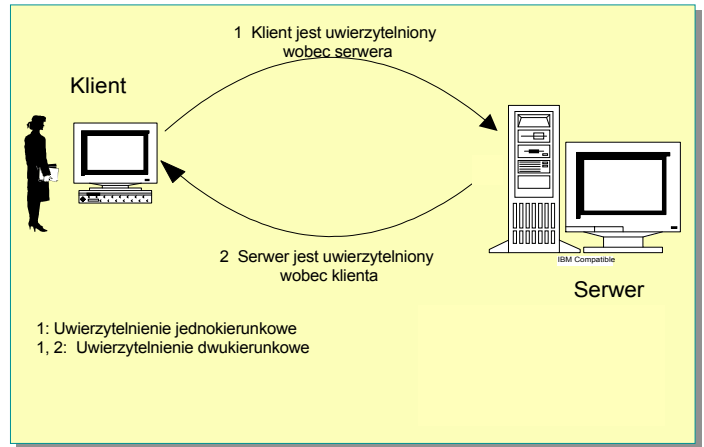 1 Klient jest uwierzytelniony
wobec serwera
Klient
2 Serwer jest uwierzytelniony
wobec klienta
IBM Compatible
Serwer
1: Uwierzytelnienie jednokierunkowe
1, 2: Uwierzytelnienie dwukierunkowe